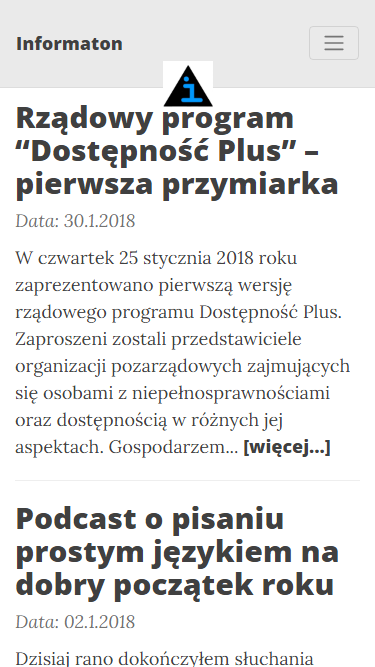 Informaton
i
Rządowy program
“Dostępność Plus” –
pierwsza przymiarka
Data: 30.1.2018
W czwartek 25 stycznia 2018 roku
zaprezentowano pierwszą wersję
rządowego programu Dostępność Plus.
Zaproszeni zostali przedstawiciele
organizacji pozarządowych zajmujących
się osobami z niepełnosprawnościami
oraz dostępnością w różnych jej
aspektach. Gospodarzem... [więcej...]
Podcast o pisaniu
prostym językiem na
dobry początek roku
Data: 02.1.2018
Dzisiaj rano dokończyłem słuchania